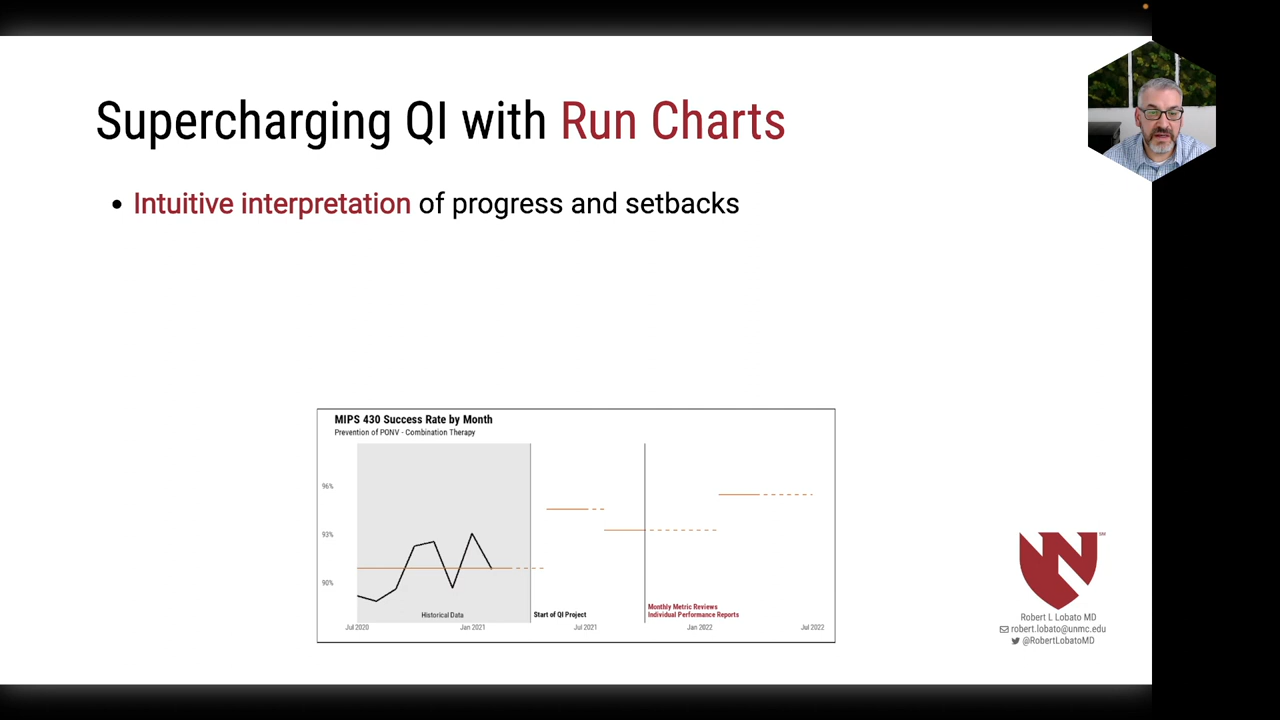 Supercharging QI with Run Charts
• Intuitive interpretation of progress and setbacks
MIPS 430 Success Rate by Month
Prevention of PONV - Combination Therapy
96%
93%
90%
Historical Data
Start of QI Project
Monthly Metric Reviews
Individual Performance Reports
Jul 2020
Jan 2021
Jul 2021
Jan 2022
Jul 2022
N
SM
Robert L Lobato MD
robert.lobato@unmc.edu
@RobertLobatoMD